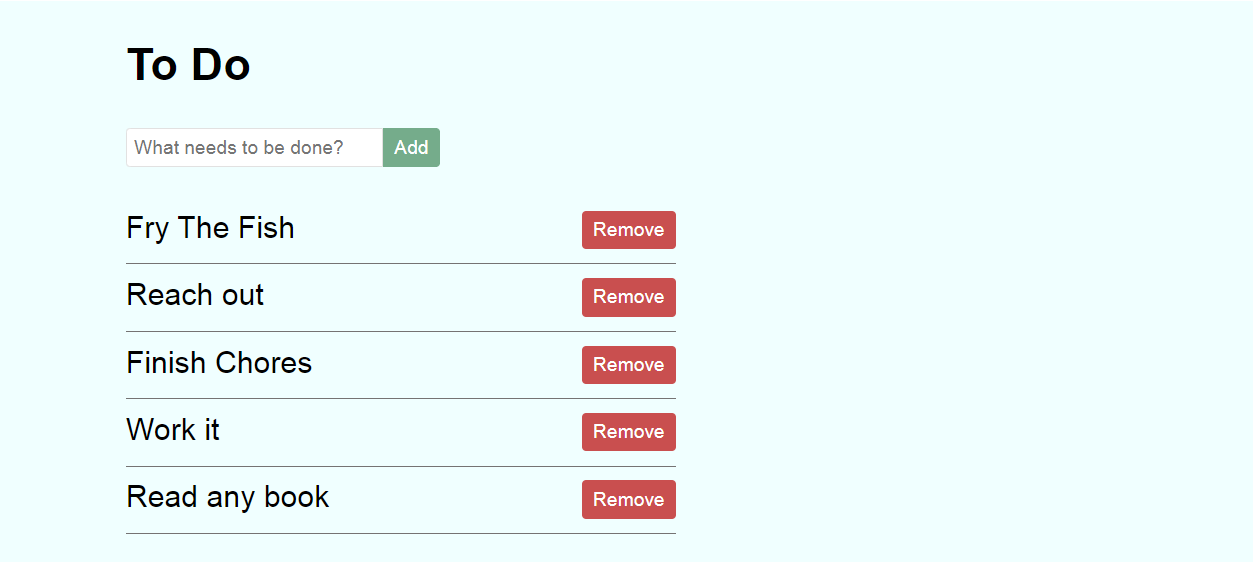 To Do
What needs to be done? Add
Fry The Fish Remove
Reach out Remove
Finish Chores Remove
Work it Remove
Read any book Remove